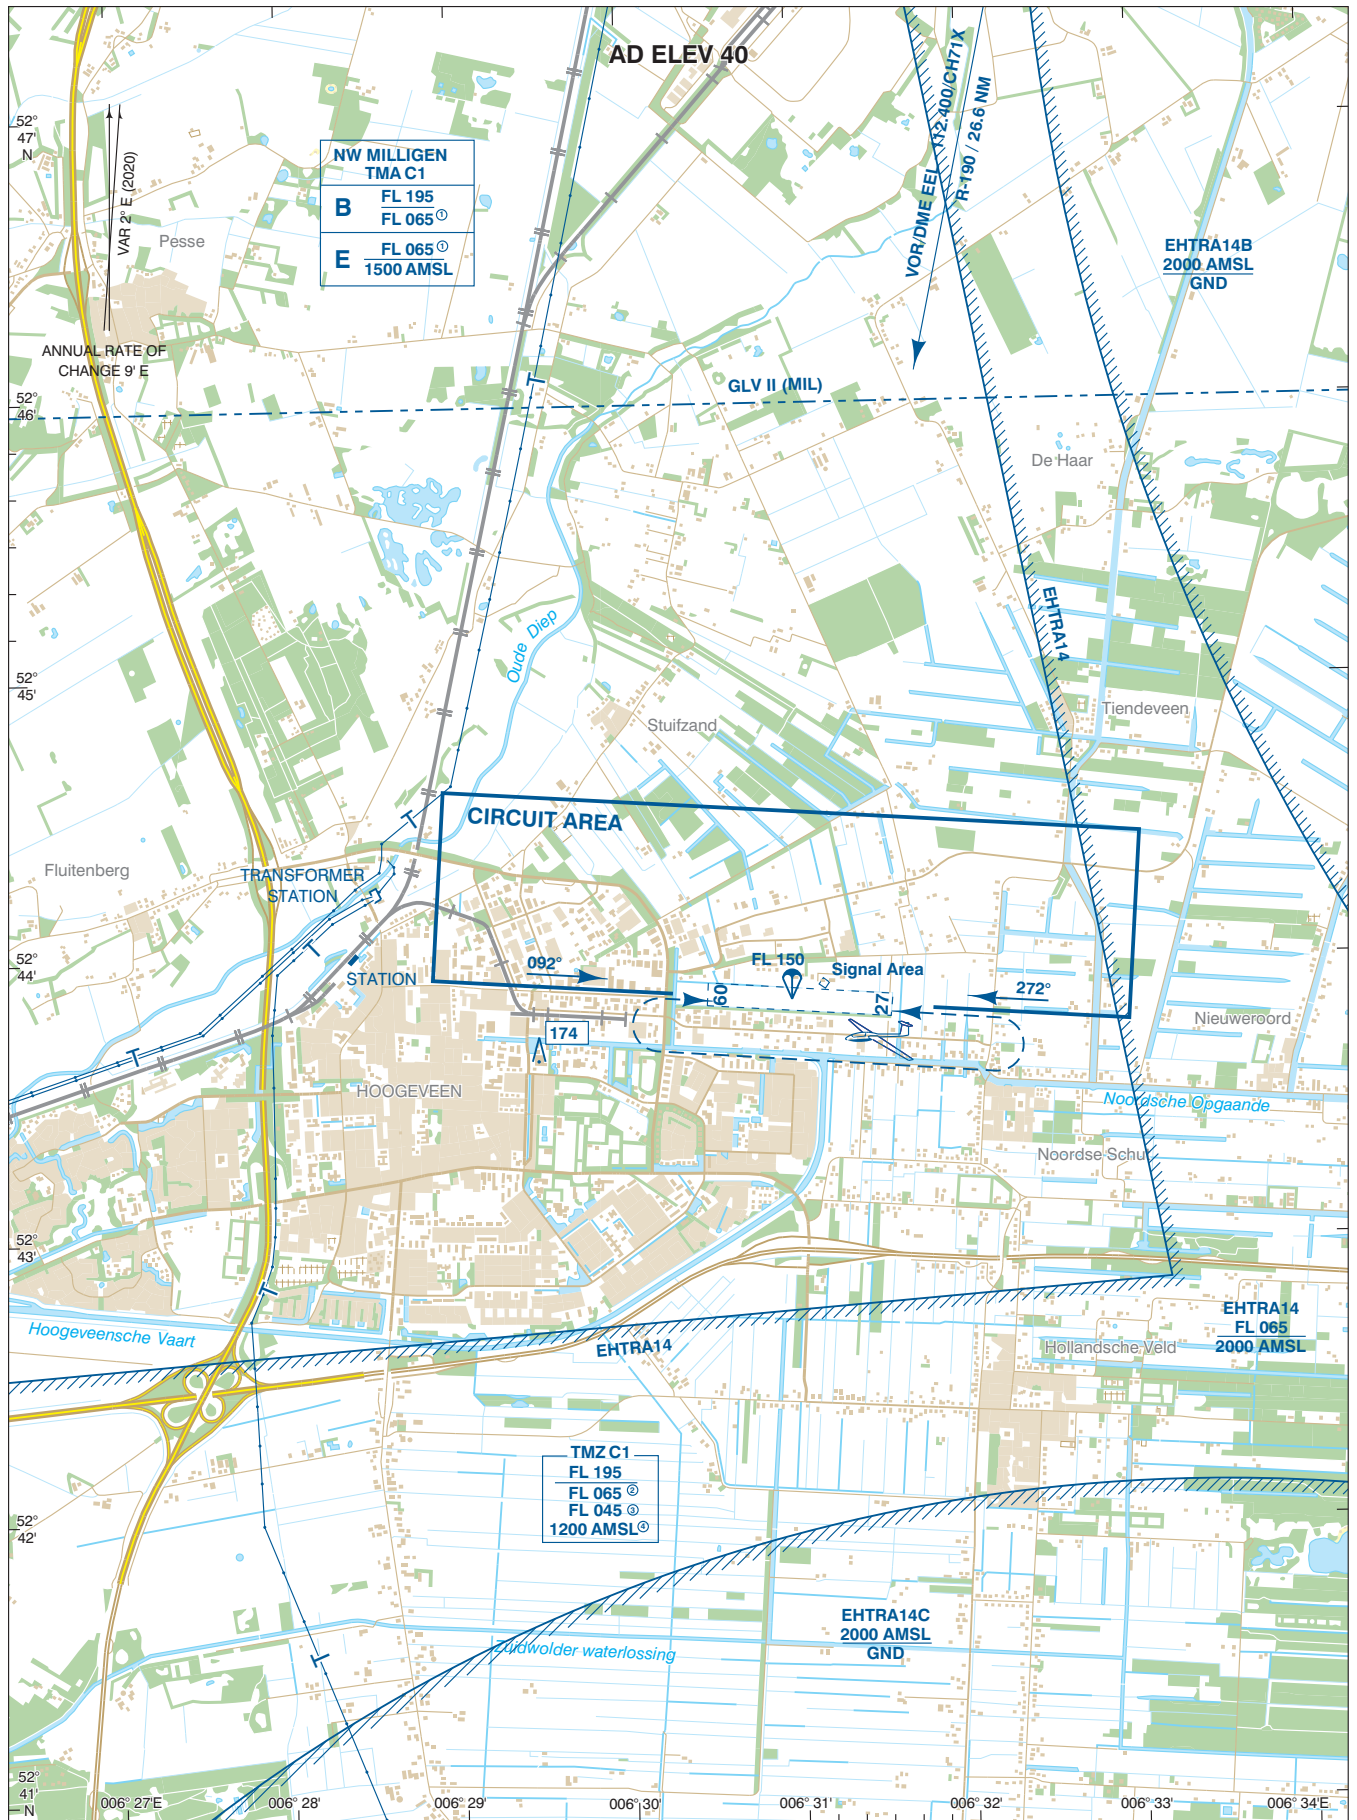 AD ELEV 40
52°
47'
N
VAR 2° E (2020)
Pesse
NW MILLIGEN
TMA C1
B
FL 195
FL 065 ①
E
FL 065 ①
1500 AMSL
VOR/DME EEL 112.400/CH71X
R-190 / 26.6 NM
EHTRA14B
2000 AMSL
GND
ANNUAL RATE OF
CHANGE 9' E
GLV II (MIL)
52°
46'
De Haar
EHTRA14
Oude Diep
52°
45'
Stuifzand
Tiendeveen
CIRCUIT AREA
Fluitenberg
TRANSFORMER
STATION
52°
44'
STATION
092°
FL 150
Signal Area
09
27
272°
Nieuweroord
174
HOOGEVEEN
Noordsche Opgaande
Noordse Schut
52°
43'
Hoogeveensche Vaart
EHTRA14
EHTRA14
FL 065
2000 AMSL
Hollandsche Veld
TMZ C1
FL 195
FL 065 ②
FL 045 ③
1200 AMSL ④
52°
42'
EHTRA14C
2000 AMSL
GND
Zuidwolder waterlossing
52°
41'
N
006° 27'E
006° 28'
006° 29'
006° 30'
006° 31'
006° 32
006° 33'
006° 34'E